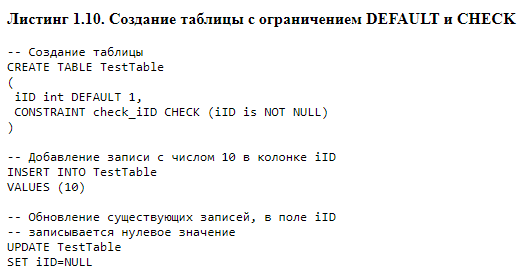 Листинг 1.10. Создание таблицы с ограничением DEFAULT и CHECK
-- Создание таблицы
CREATE TABLE TestTable
(
 iID int DEFAULT 1,
 CONSTRAINT check_iID CHECK (iID is NOT NULL)
)
-- Добавление записи с числом 10 в колонке iID
INSERT INTO TestTable
VALUES (10)
-- Обновление существующих записей, в поле iID
-- записывается нулевое значение
UPDATE TestTable
SET iID=NULL